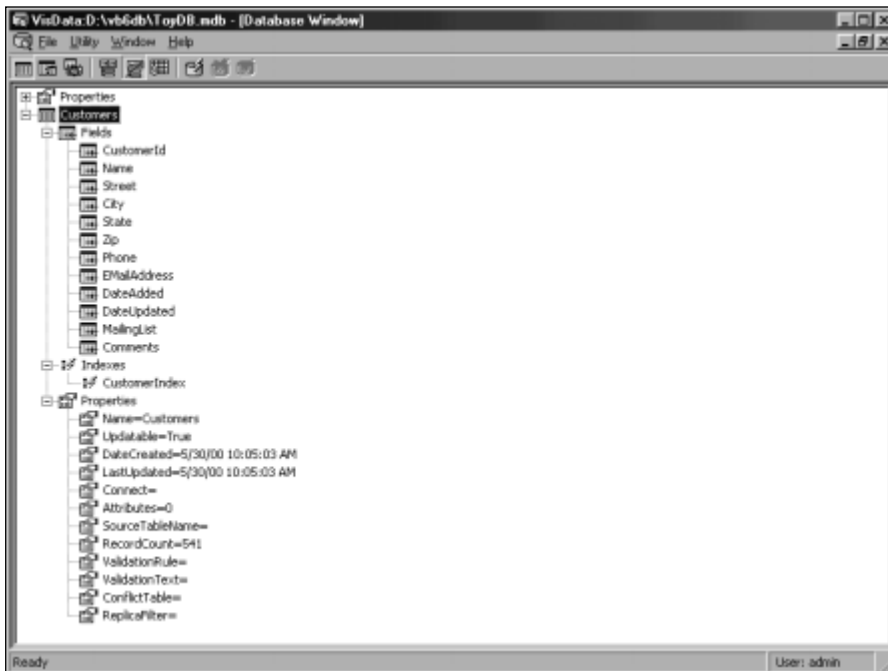 VisData:D:\vb6db\ToyDB.mdb - [Database Window]
File Utility Window Help
Properties
Customers
Fields
CustomerId
Name
Street
City
State
Zip
Phone
EMailAddress
DateAdded
DateUpdated
MailingList
Comments
Indexes
CustomerIndex
Properties
Name=Customers
Updatable=True
DateCreated=5/30/00 10:05:03 AM
LastUpdated=5/30/00 10:05:03 AM
Connect=
Attributes=0
SourceTableName=
RecordCount=541
ValidationRule=
ValidationText=
ConflictTable=
ReplicaFilter=
Ready
User: admin